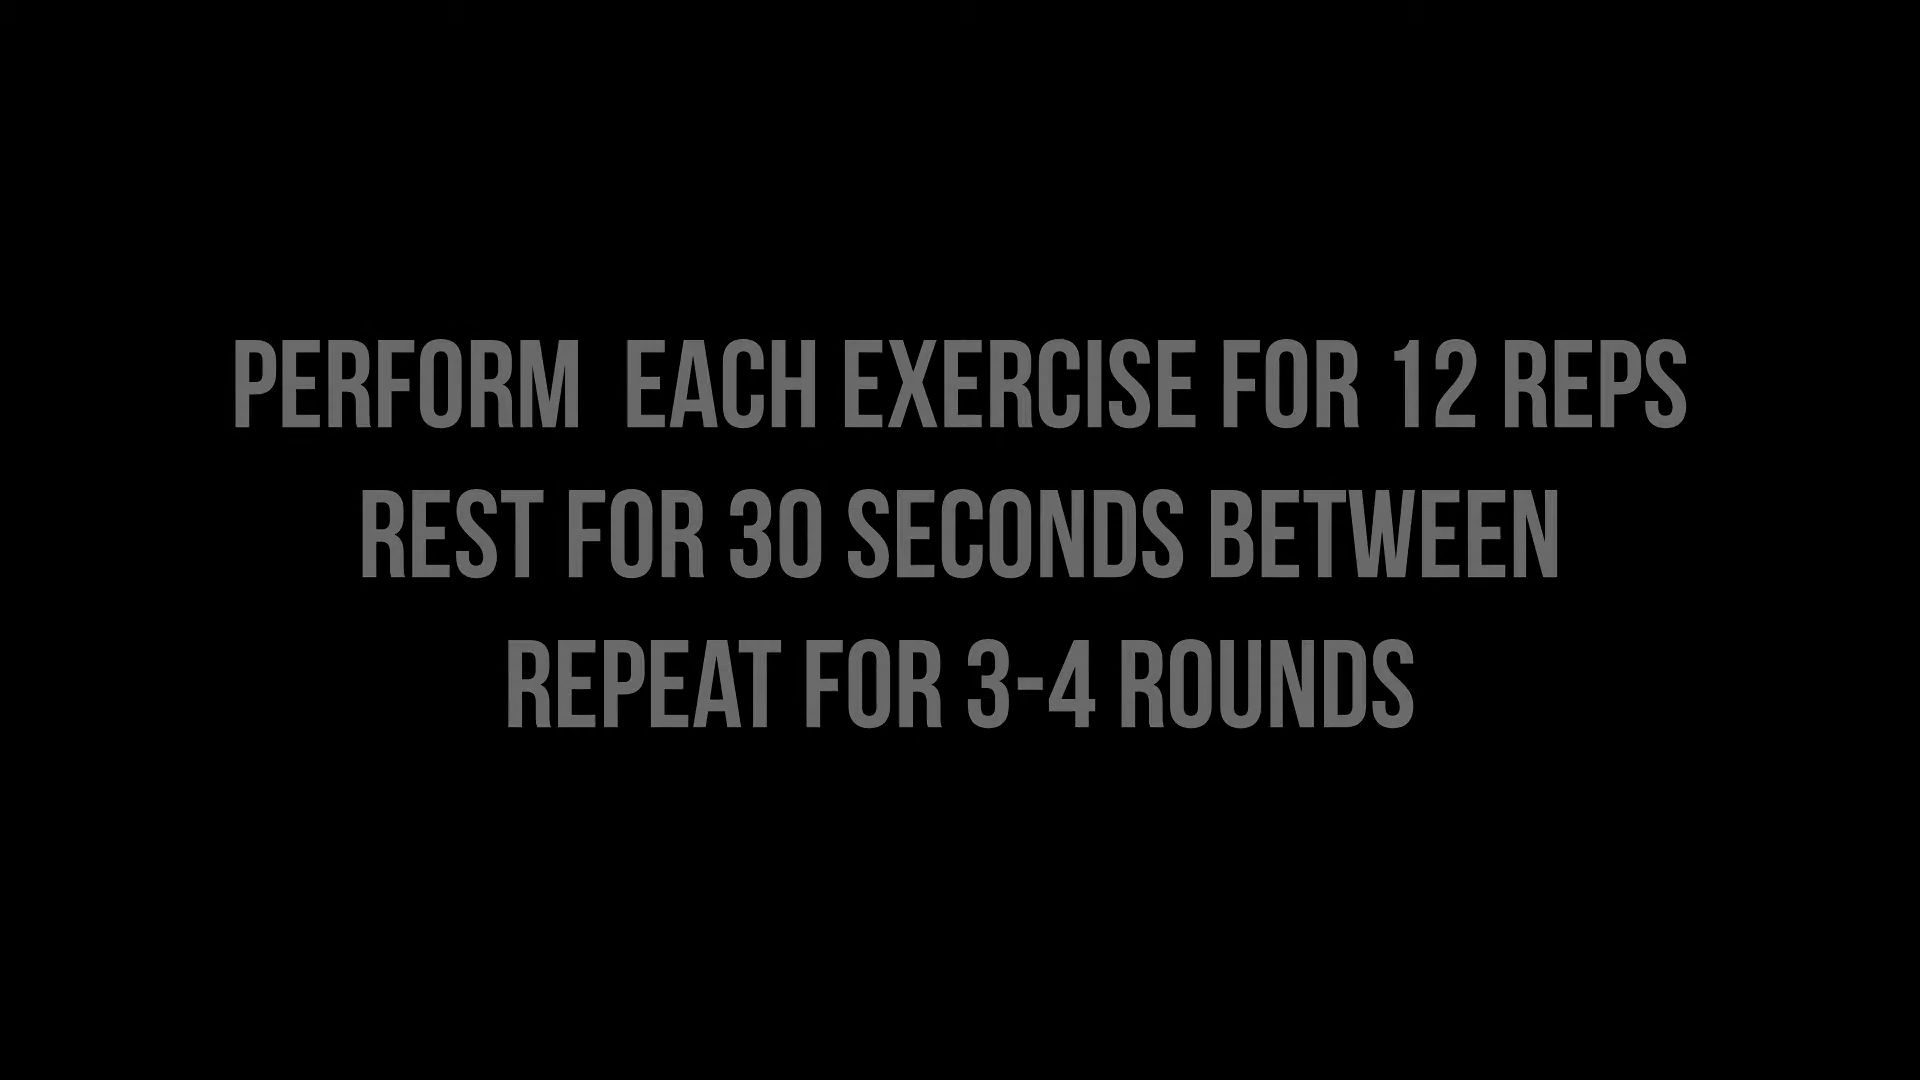 PERFORM  EACH EXERCISE FOR 12 REPS
REST FOR 30 SECONDS BETWEEN
REPEAT FOR 3-4 ROUNDS